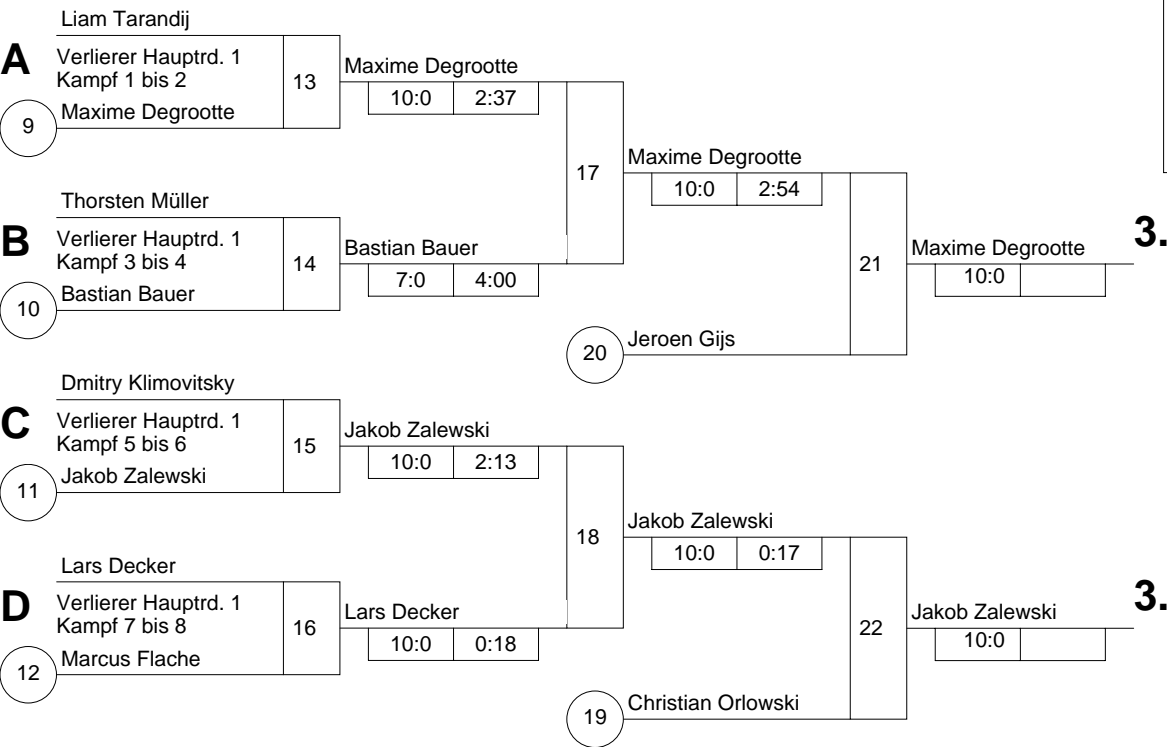 Liam Tarandij
A
Verlierer Hauptrd. 1
Kampf 1 bis 2
13
Maxime Degrootte
10:0 2:37
9
Maxime Degrootte
17
Maxime Degrootte
10:0 2:54
Thorsten Müller
B
Verlierer Hauptrd. 1
Kampf 3 bis 4
14
Bastian Bauer
7:0 4:00
10
Bastian Bauer
21
Maxime Degrootte
10:0
3.
20
Jeroen Gijs
Dmitry Klimovitsky
C
Verlierer Hauptrd. 1
Kampf 5 bis 6
15
Jakob Zalewski
10:0 2:13
11
Jakob Zalewski
18
Jakob Zalewski
10:0 0:17
Lars Decker
D
Verlierer Hauptrd. 1
Kampf 7 bis 8
16
Lars Decker
10:0 0:18
12
Marcus Flache
22
Jakob Zalewski
10:0
3.
19
Christian Orlowski